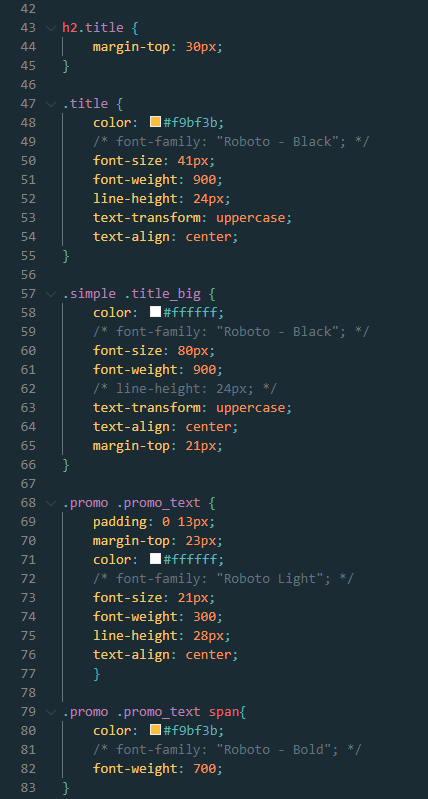 42
43 h2.title {
44     margin-top: 30px;
45 }
46
47 .title {
48     color: #f9bf3b;
49     /* font-family: "Roboto - Black"; */
50     font-size: 41px;
51     font-weight: 900;
52     line-height: 24px;
53     text-transform: uppercase;
54     text-align: center;
55 }
56
57 .simple .title_big {
58     color: #ffffff;
59     /* font-family: "Roboto - Black"; */
60     font-size: 80px;
61     font-weight: 900;
62     /* line-height: 24px; */
63     text-transform: uppercase;
64     text-align: center;
65     margin-top: 21px;
66 }
67
68 .promo .promo_text {
69     padding: 0 13px;
70     margin-top: 23px;
71     color: #ffffff;
72     /* font-family: "Roboto Light"; */
73     font-size: 21px;
74     font-weight: 300;
75     line-height: 28px;
76     text-align: center;
77     }
78
79 .promo .promo_text span{
80     color: #f9bf3b;
81     /* font-family: "Roboto - Bold"; */
82     font-weight: 700;
83 }